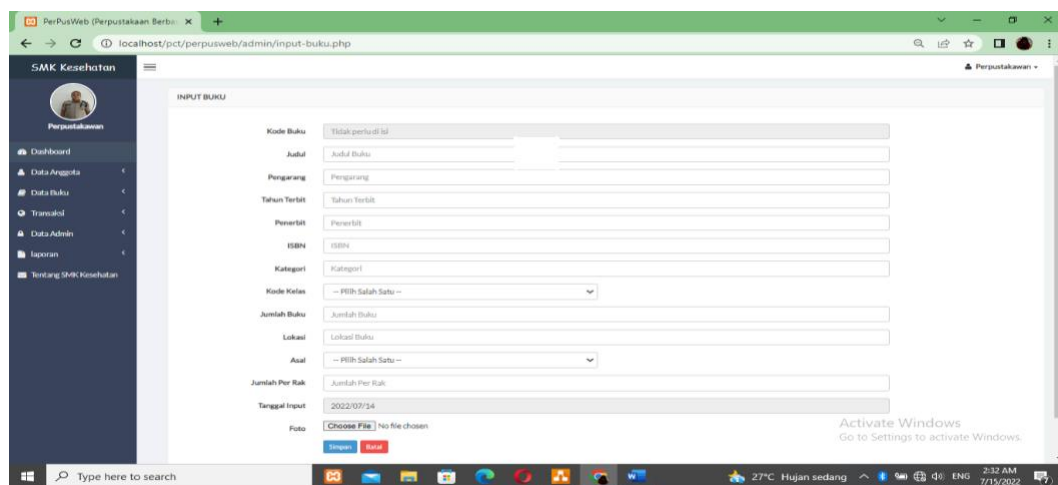 PerPusWeb (Perpustakaan Berba
localhost/pct/perpusweb/admin/input-buku.php
SMK Kesehatan
Perpustakawan
Perpustakawan
Dashboard
Data Anggota
Data Buku
Transaksi
Data Admin
laporan
Tentang SMK Kesehatan
INPUT BUKU
Kode Buku Tidak perlu di isi
Judul Judul Buku
Pengarang Pengarang
Tahun Terbit Tahun Terbit
Penerbit Penerbit
ISBN ISBN
Kategori Kategori
Kode Kelas -- Pilih Salah Satu --
Jumlah Buku Jumlah Buku
Lokasi Lokasi Buku
Asal -- Pilih Salah Satu --
Jumlah Per Rak Jumlah Per Rak
Tanggal Input 2022/07/14
Foto Choose File No file chosen
Simpan Batal
Activate Windows
Go to Settings to activate Windows.
Type here to search
27°C Hujan sedang
ENG
2:32 AM
7/15/2022